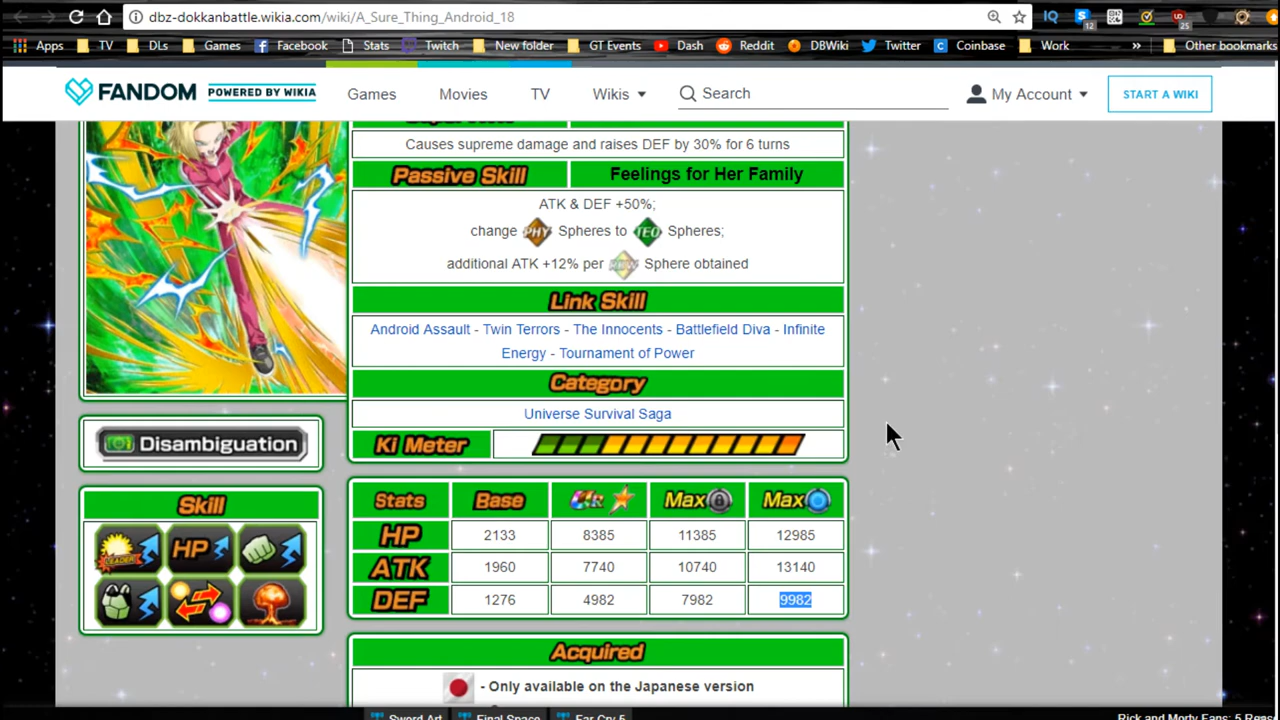 dbz-dokkanbattle.wikia.com/wiki/A_Sure_Thing_Android_18
IQ
12
25
Apps TV DLs Games Facebook Stats Twitch New folder GT Events Dash Reddit DBWiki Twitter Coinbase Work » Other bookmarks
FANDOM POWERED BY WIKIA Games Movies TV Wikis Search My Account START A WIKI
Causes supreme damage and raises DEF by 30% for 6 turns
Passive Skill Feelings for Her Family
ATK & DEF +50%;
change PHY Spheres to TEQ Spheres;
additional ATK +12% per Sphere obtained
Link Skill
Android Assault - Twin Terrors - The Innocents - Battlefield Diva - Infinite
Energy - Tournament of Power
Category
Universe Survival Saga
Disambiguation
Ki Meter
Skill
LEADER HP
Stats Base UR Max Max
HP 2133 8385 11385 12985
ATK 1960 7740 10740 13140
DEF 1276 4982 7982 9982
Acquired
- Only available on the Japanese version
Sword Art Final Space Far Cry 5 Rick and Morty Fans: 5 Reas